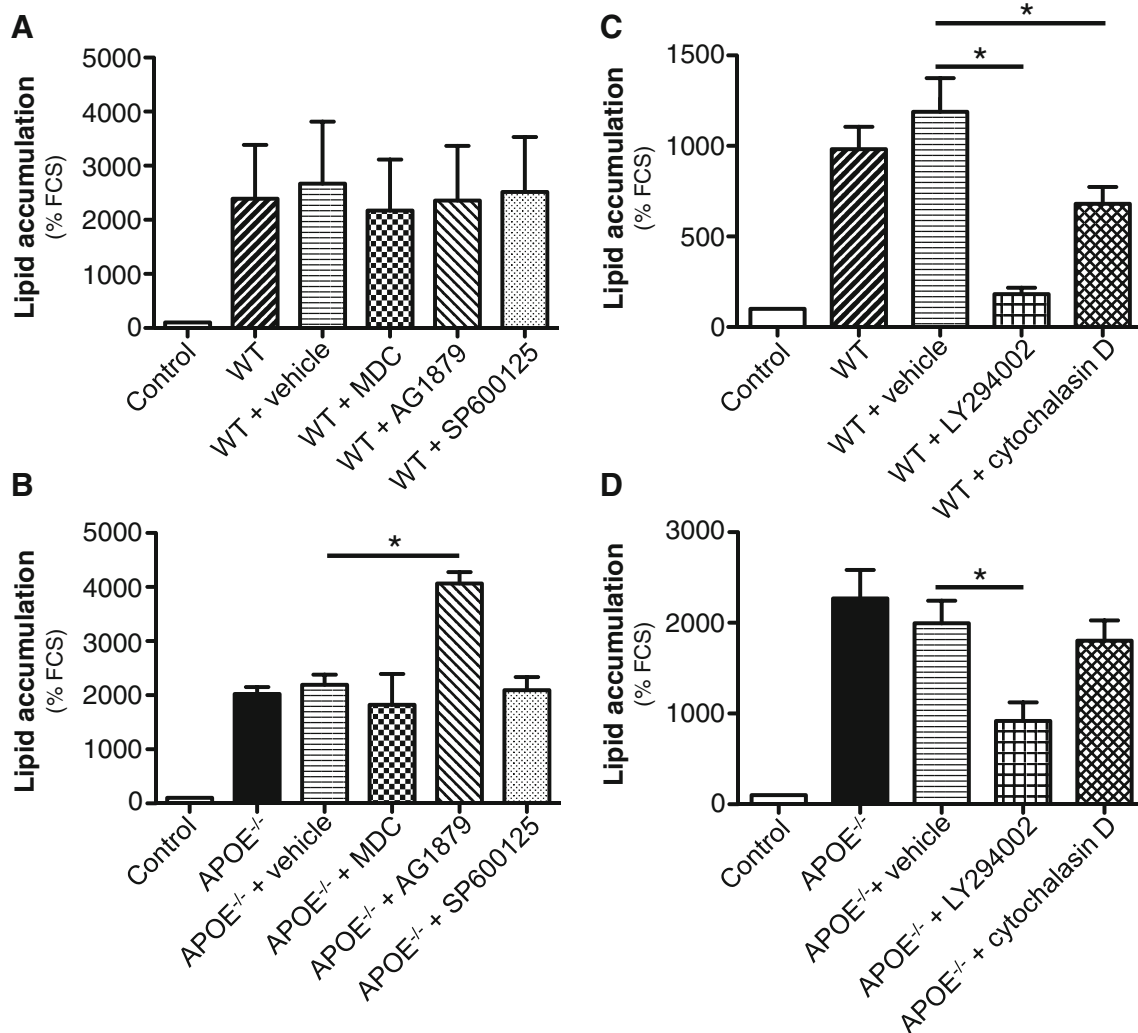 A
Lipid accumulation
(% FCS)
5000
4000
3000
2000
1000
0
Control
WT
WT + vehicle
WT + MDC
WT + AG1879
WT + SP600125
B
Lipid accumulation
(% FCS)
5000
4000
3000
2000
1000
0
*
Control
APOE-/-
APOE-/- + vehicle
APOE-/- + MDC
APOE-/- + AG1879
APOE-/- + SP600125
C
Lipid accumulation
(% FCS)
1500
1000
500
0
*
*
Control
WT
WT + vehicle
WT + LY294002
WT + cytochalasin D
D
Lipid accumulation
(% FCS)
3000
2000
1000
0
*
Control
APOE-/-
APOE-/-+ vehicle
APOE-/- + LY294002
APOE-/- + cytochalasin D